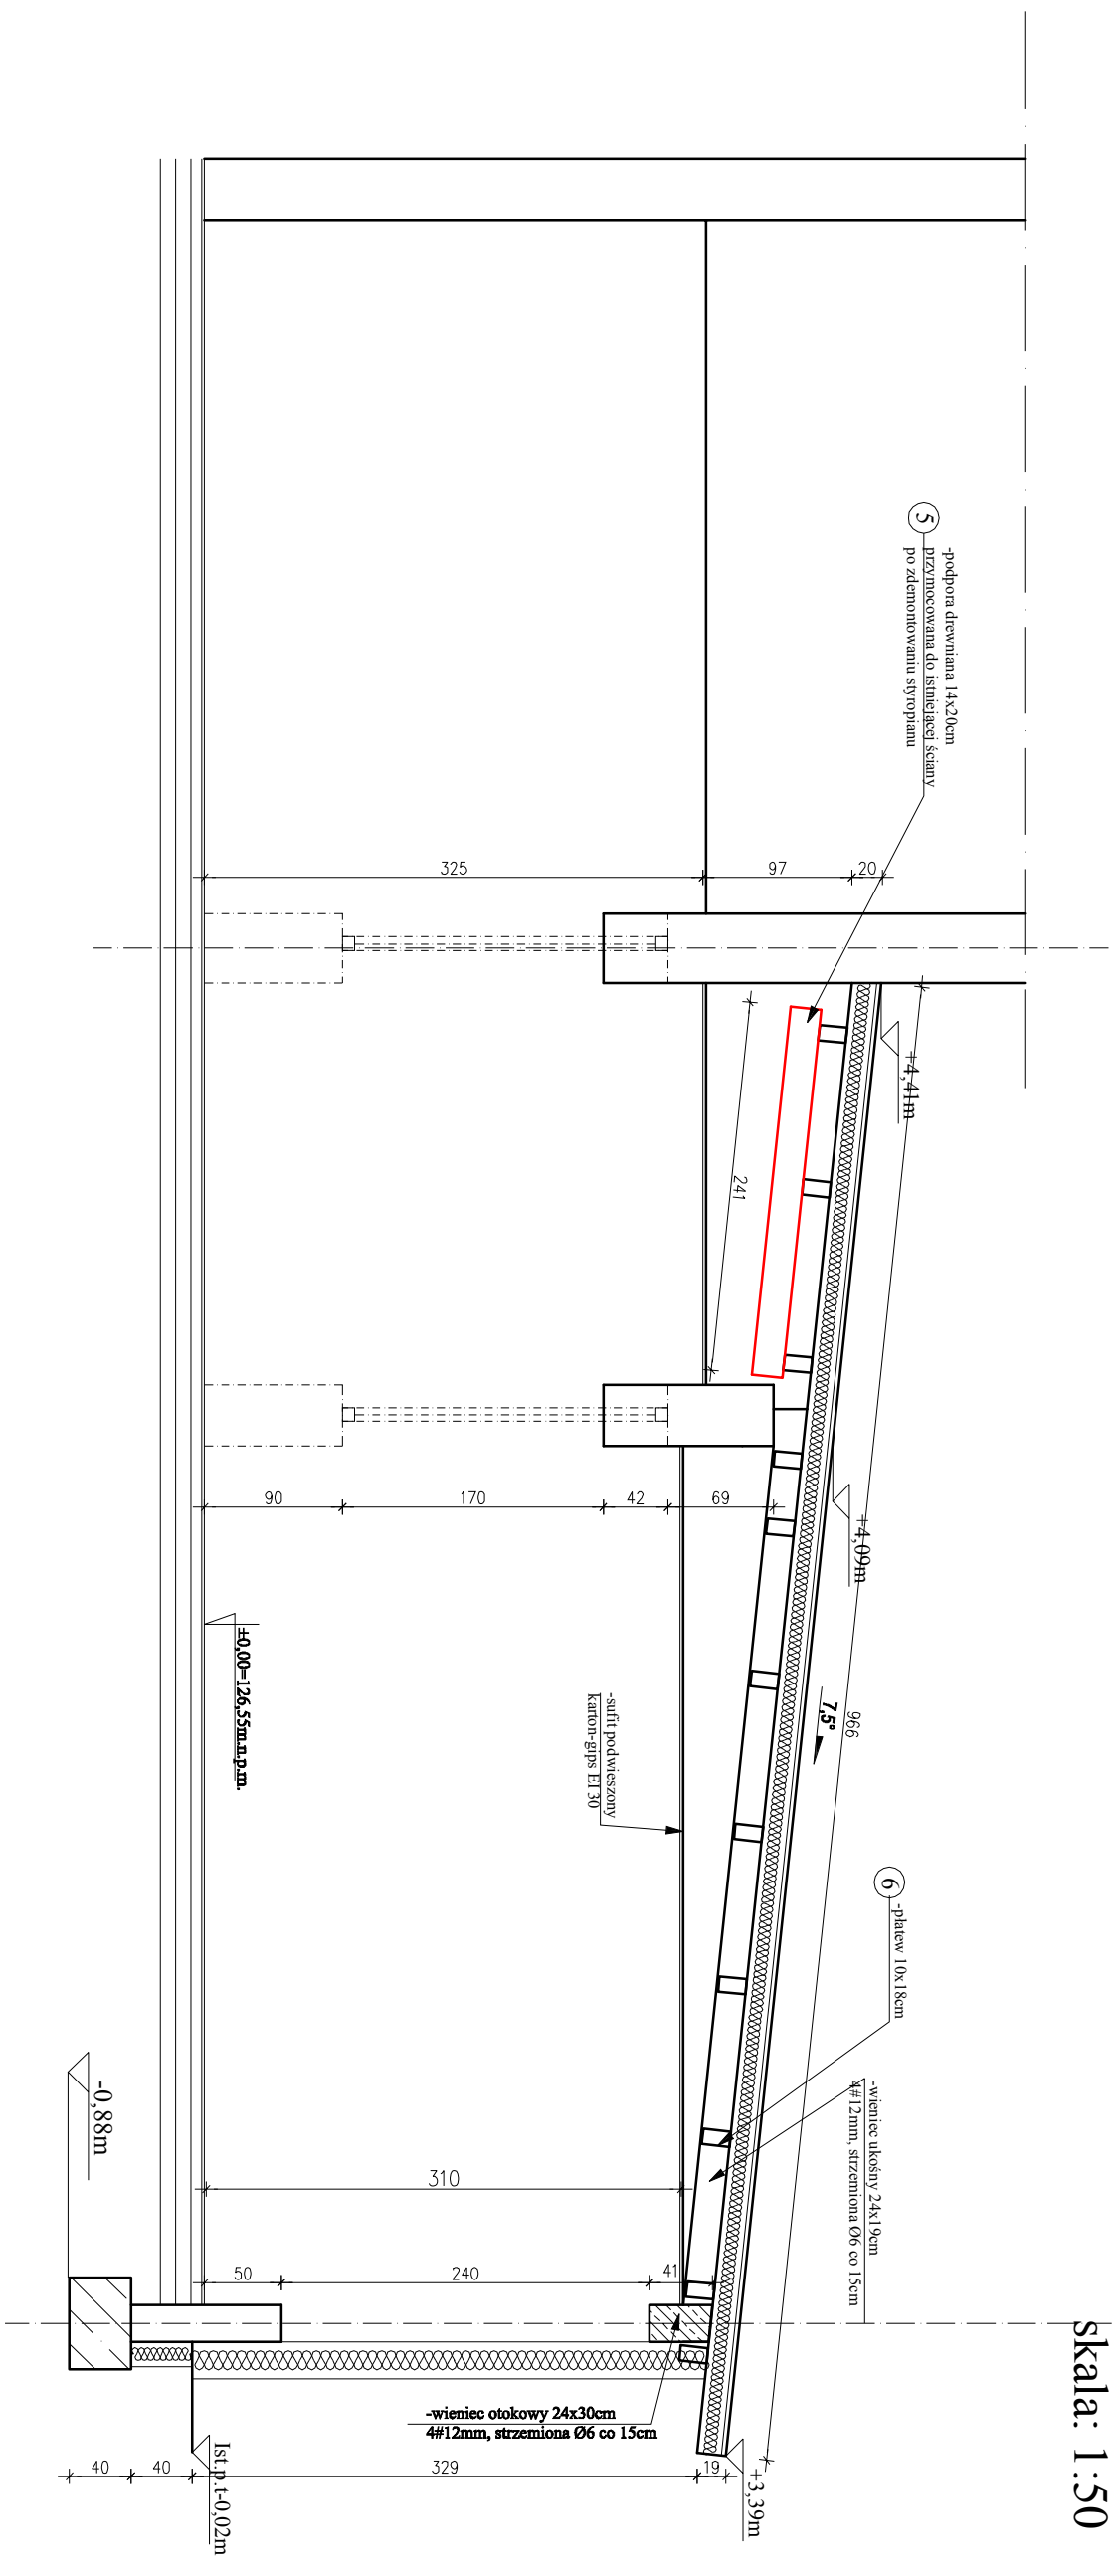 skala: 1:50
5
-podpora drewniana 14x20cm
przymocowana do istniejącej ściany
po zdemontowaniu styropianu
325
97
20
+4,41m
241
+4,09m
966
7,5°
90
170
42
69
±0,00=126,55m.n.p.m.
-sufit podwieszony
karton-gips EI 30
6
-płatew 10x18cm
-wieniec ukośny 24x19cm
4#12mm, strzemiona Ø6 co 15cm
-0,88m
310
50
240
41
-wieniec otokowy 24x30cm
4#12mm, strzemiona Ø6 co 15cm
Ist.p.t-0,02m
+3,39m
40
40
329
19